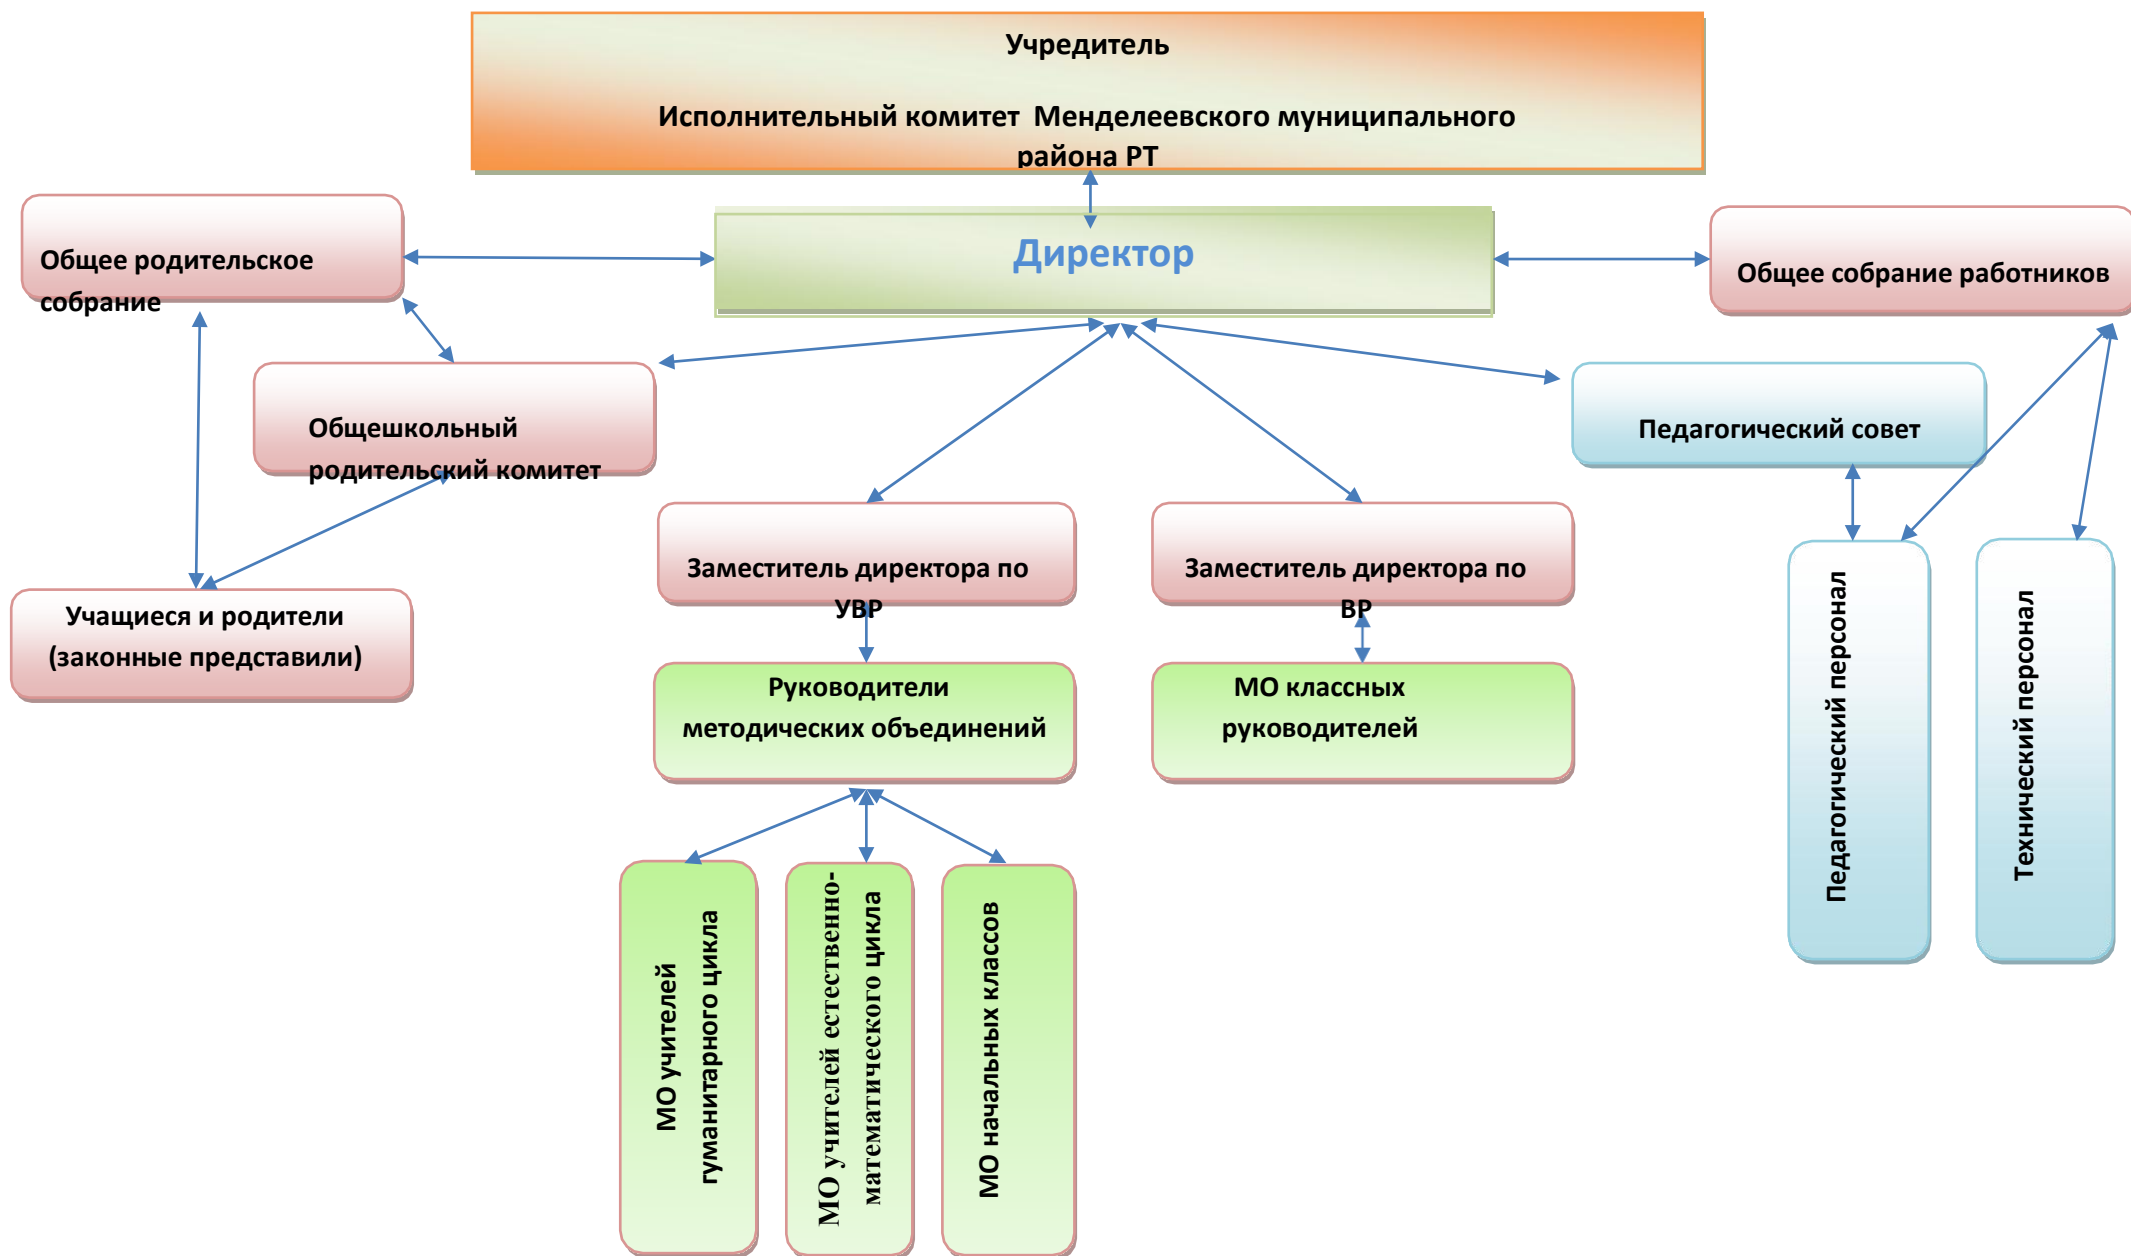 Учредитель
Исполнительный комитет Менделеевского муниципального
района РТ
Директор
Общее родительское
собрание
Общее собрание работников
Общешкольный
родительский комитет
Педагогический совет
Заместитель директора по
УВР
Заместитель директора по
ВР
Учащиеся и родители
(законные представили)
Руководители
методических объединений
МО классных
руководителей
Педагогический персонал
Технический персонал
МО учителей
гуманитарного цикла
МО учителей естественно-
математического цикла
МО начальных классов